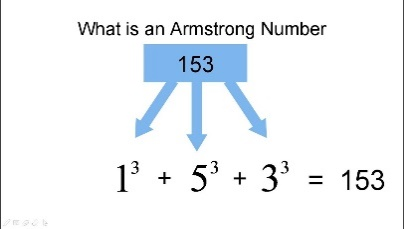 What is an Armstrong Number
153
1³ + 5³ + 3³ = 153